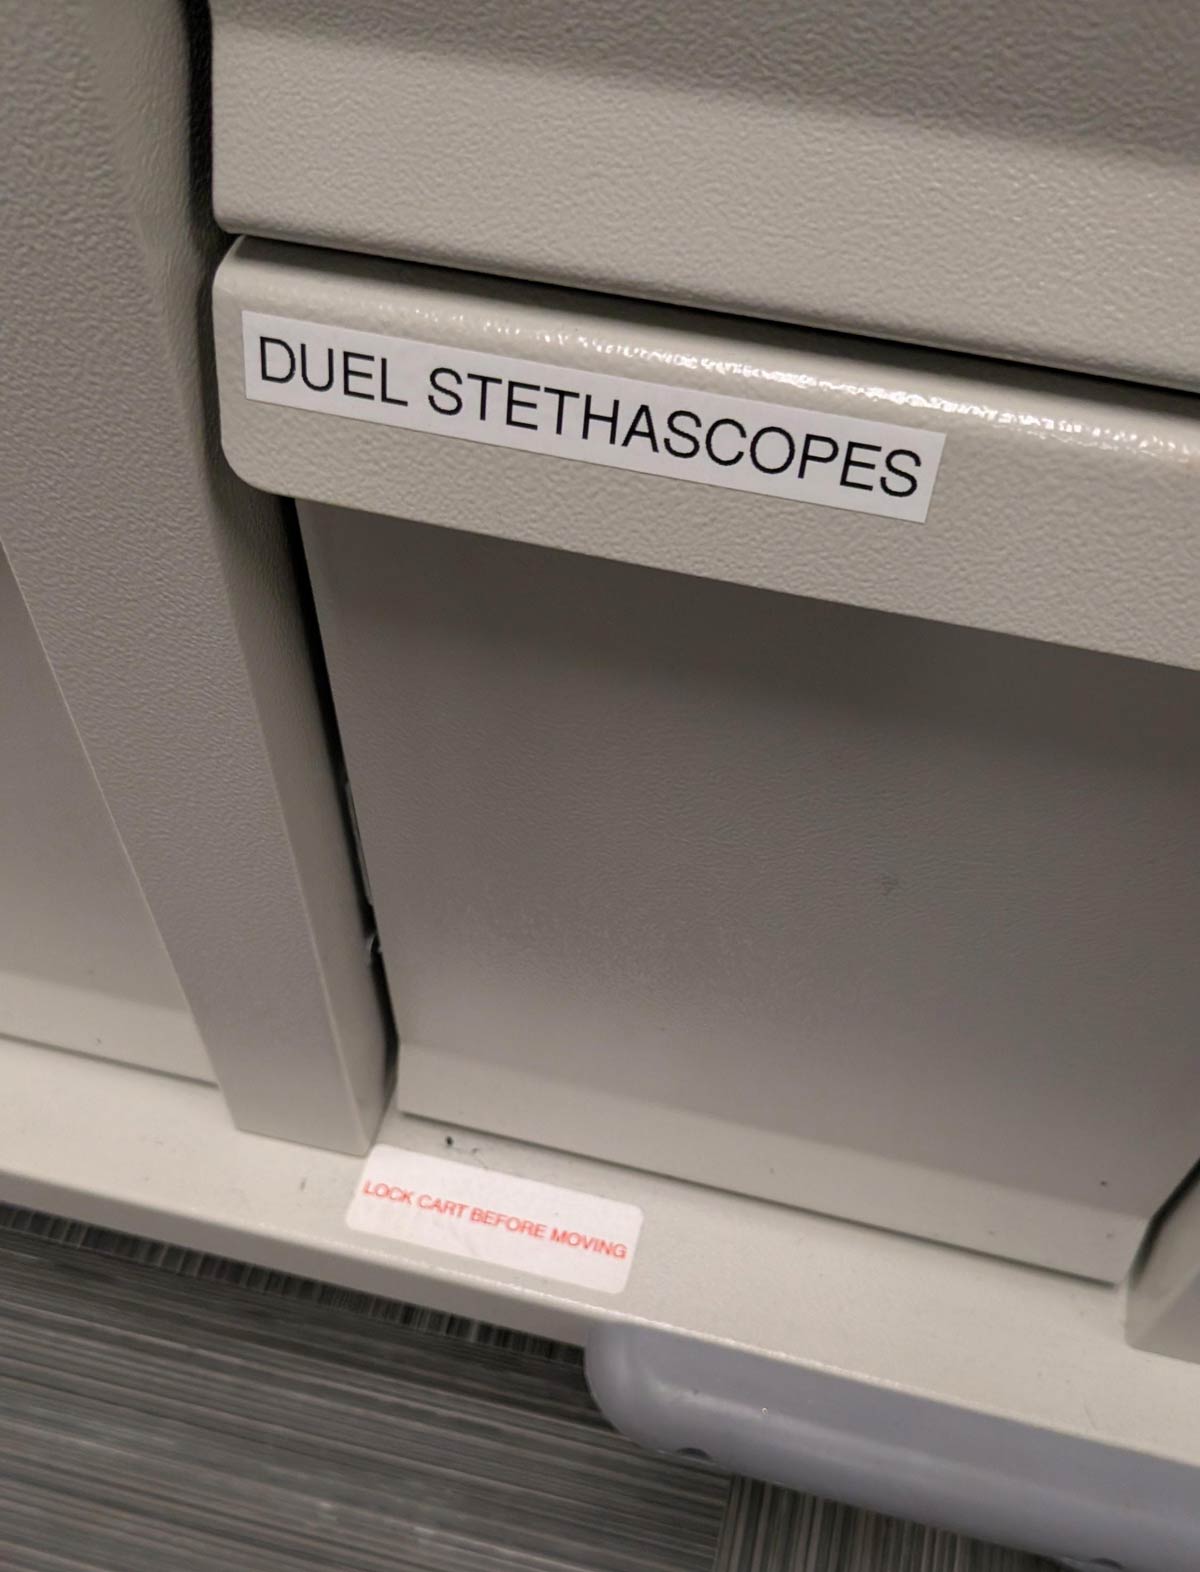 DUEL STETHASCOPES
LOCK CART BEFORE MOVING